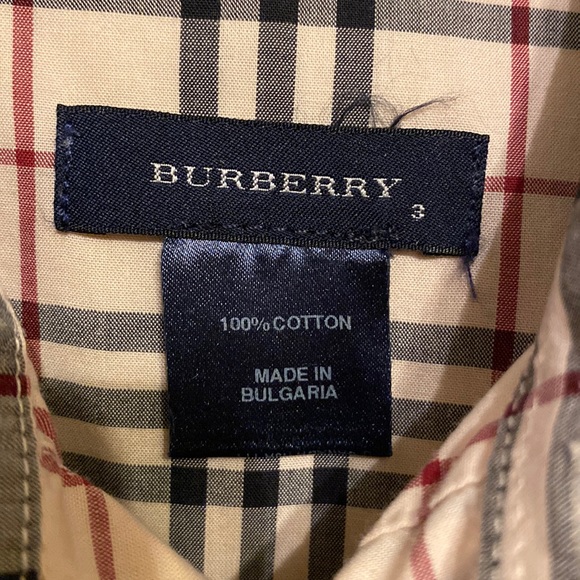 BURBERRY
3
100% COTTON
MADE IN
BULGARIA